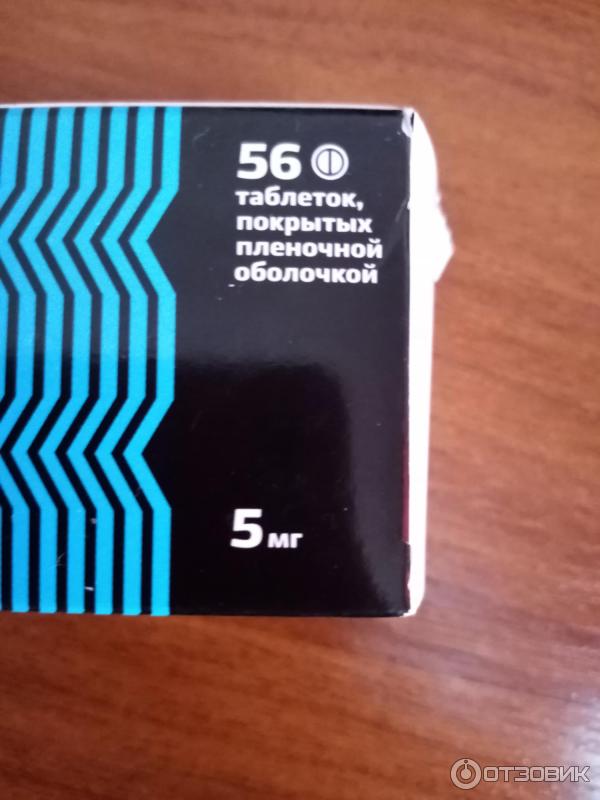 56
таблеток,
покрытых
пленочной
оболочкой
5 мг
ОТЗОВИК